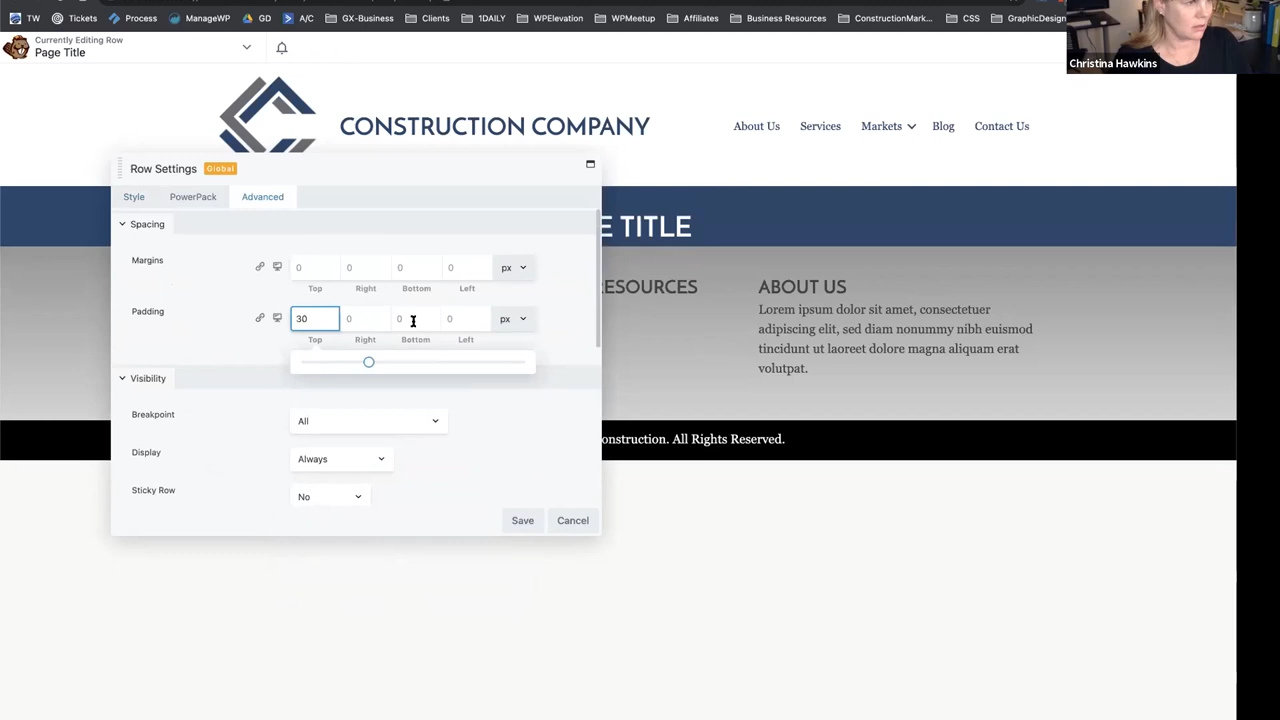 TW Tickets Process ManageWP GD A/C GX-Business Clients 1DAILY WPElevation WPMeetup Affiliates Business Resources ConstructionMark... CSS GraphicDesign
Currently Editing Row
Page Title
Christina Hawkins
CONSTRUCTION COMPANY
About Us Services Markets Blog Contact Us
Row Settings Global
Style PowerPack Advanced
E TITLE
Spacing
Margins
0 0 0 0 px
Top Right Bottom Left
Padding
30 0 0 0 px
Top Right Bottom Left
Visibility
Breakpoint
All
Display
Always
Sticky Row
No
Save Cancel
RESOURCES
ABOUT US
Lorem ipsum dolor sit amet, consectetuer
adipiscing elit, sed diam nonummy nibh euismod
tincidunt ut laoreet dolore magna aliquam erat
volutpat.
onstruction. All Rights Reserved.